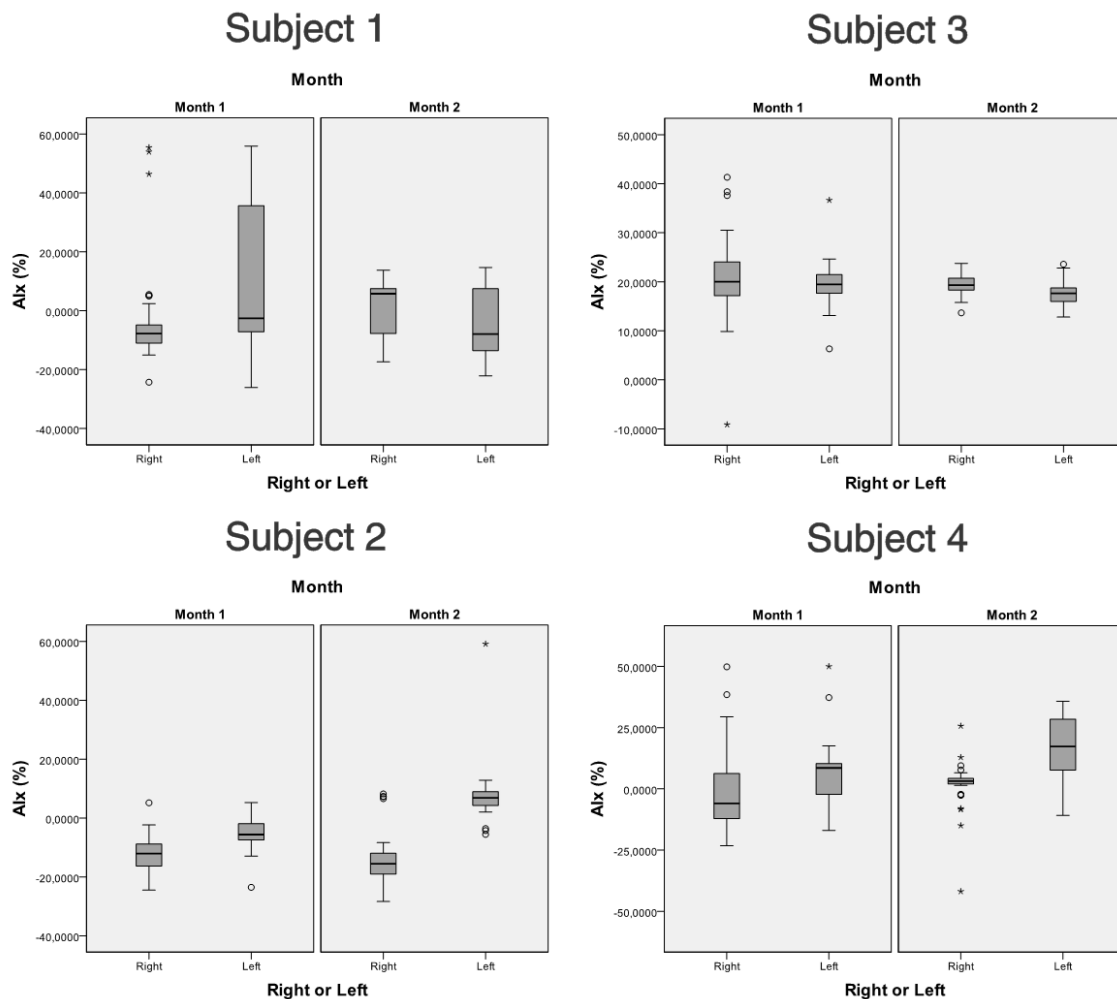 Subject 1
Month
Month 1 Month 2
60,0000
40,0000
20,0000
0,0000
-20,0000
-40,0000
AIx (%)
Right Left Right Left
Right or Left
Subject 3
Month
Month 1 Month 2
50,0000
40,0000
30,0000
20,0000
10,0000
0,0000
-10,0000
AIx (%)
Right Left Right Left
Right or Left
Subject 2
Month
Month 1 Month 2
60,0000
40,0000
20,0000
0,0000
-20,0000
-40,0000
AIx (%)
Right Left Right Left
Right or Left
Subject 4
Month
Month 1 Month 2
50,0000
25,0000
0,0000
-25,0000
-50,0000
AIx (%)
Right Left Right Left
Right or Left